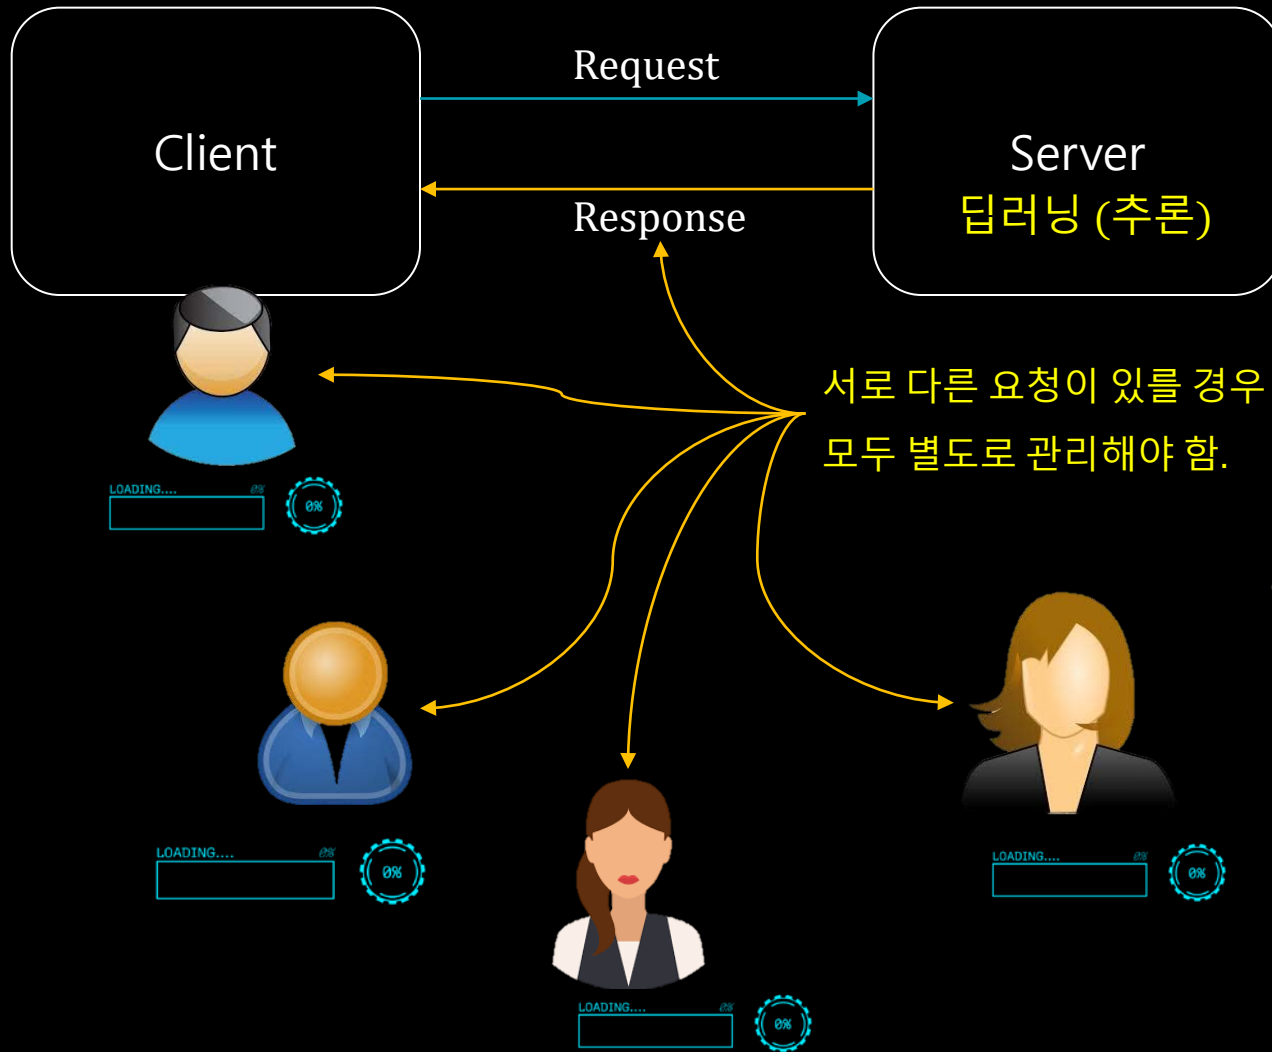 Request
Client
Server
딥러닝 (추론)
Response
서로 다른 요청이 있를 경우
모두 별도로 관리해야 함.
LOADING.... 0%
0%
LOADING.... 0%
0%
LOADING.... 0%
0%
LOADING.... 0%
0%